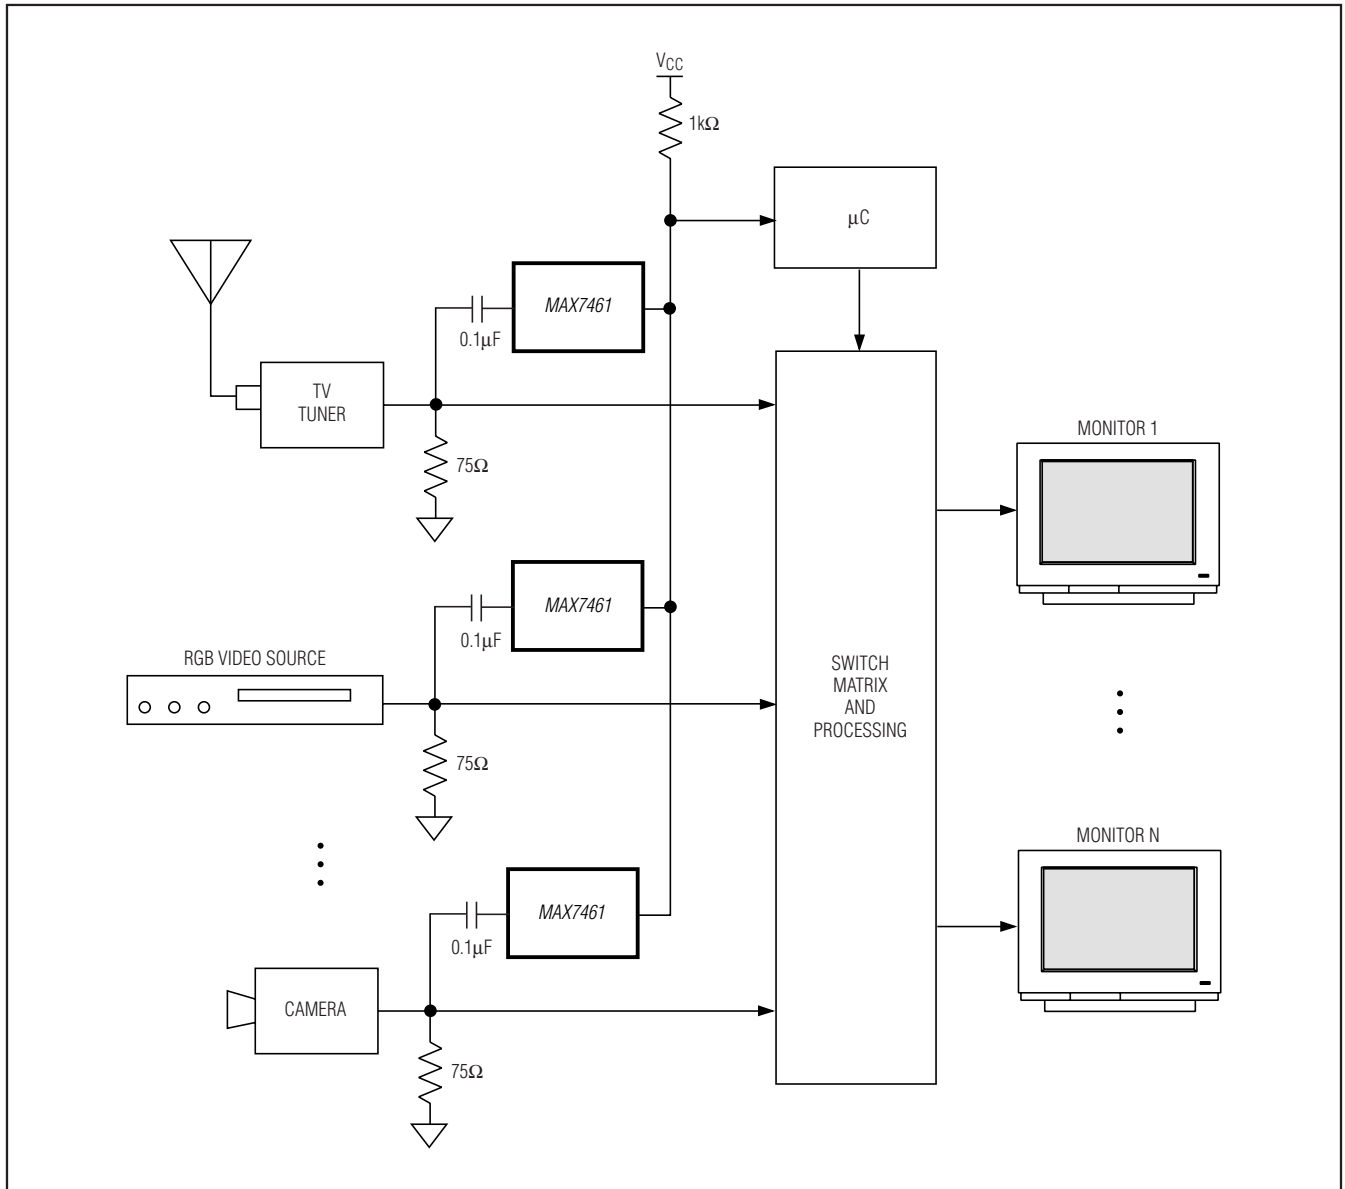 VCC
1kΩ
µC
MAX7461
0.1µF
TV
TUNER
75Ω
MONITOR 1
MAX7461
0.1µF
RGB VIDEO SOURCE
75Ω
SWITCH
MATRIX
AND
PROCESSING
MONITOR N
MAX7461
0.1µF
CAMERA
75Ω